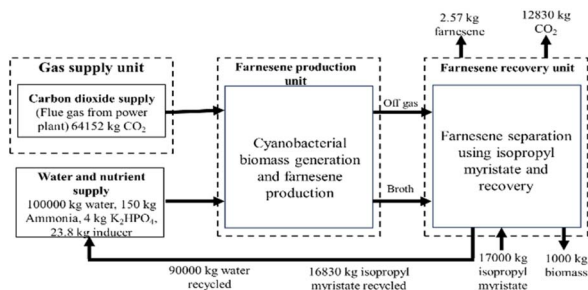 2.57 kg
farnesene
12830 kg
CO₂
Gas supply unit
Carbon dioxide supply
(Flue gas from power
plant) 64152 kg CO₂
Water and nutrient
supply
100000 kg water, 150 kg
Ammonia, 4 kg K₂HPO₄,
23.8 kg inducer
Farnesene production
unit
Cyanobacterial
biomass generation
and farnesene
production
Off gas
Broth
Farnesene recovery unit
Farnesene separation
using isopropyl
myristate and
recovery
90000 kg water
recycled
16830 kg isopropyl
myristate recycled
17000 kg
isopropyl
myristate
1000 kg
biomass